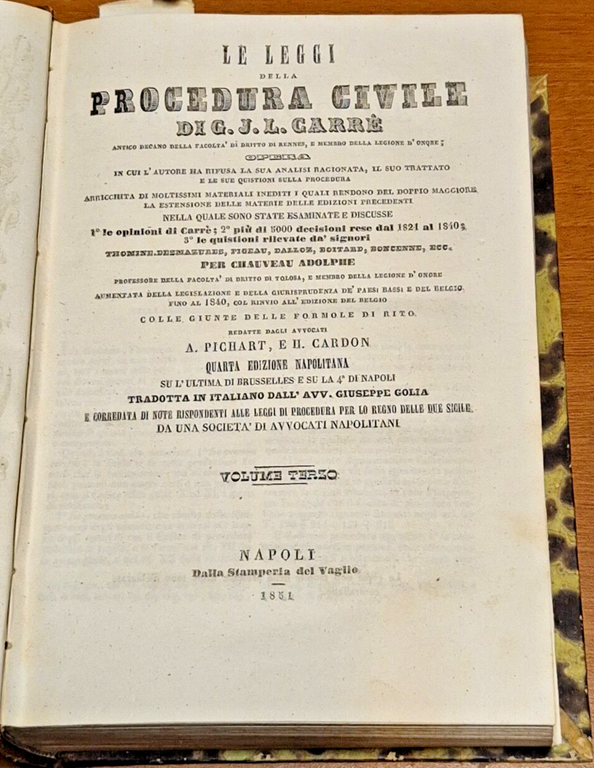 LE LEGGI
DELLA
PROCEDURA CIVILE
DI G. J. L. CARRÈ
ANTICO DECANO DELLA FACOLTA' DI DRITTO DI RENNES, E MEMBRO DELLA LEGIONE D'ONORE;
OPERA
IN CUI L'AUTORE HA RIFUSA LA SUA ANALISI RAGIONATA, IL SUO TRATTATO
E LE SUE QUISTIONI SULLA PROCEDURA
ARRICCHITA DI MOLTISSIMI MATERIALI INEDITI I QUALI RENDONO DEL DOPPIO MAGGIORE
LA ESTENSIONE DELLE MATERIE DELLE EDIZIONI PRECEDENTI
NELLA QUALE SONO STATE ESAMINATE E DISCUSSE
1° le opinioni di Carrè; 2° più di 5000 decisioni rese dal 1821 al 1840;
3° le quistioni rilevate da' signori
THOMINE-DESMAZURES, PIGEAU, DALLOZ, BOITARD, BONCENNE, ECC.
PER CHAUVEAU ADOLPHE
PROFESSORE DELLA FACOLTA' DI DRITTO DI TOLOSA, E MEMBRO DELLA LEGIONE D'ONORE
AUMENTATA DELLA LEGISLAZIONE E DELLA GIURISPRUDENZA DE' PAESI BASSI E DEL BELGIO
FINO AL 1840, COL RINVIO ALL'EDIZIONE DEL BELGIO
COLLE GIUNTE DELLE FORMOLE DI RITO
REDATTE DAGLI AVVOCATI
A. PICHART, E H. CARDON
QUARTA EDIZIONE NAPOLITANA
SU L'ULTIMA DI BRUSSELLES E SU LA 4ª DI NAPOLI
TRADOTTA IN ITALIANO DALL' AVV. GIUSEPPE GOLIA
E CORREDATA DI NOTE RISPONDENTI ALLE LEGGI DI PROCEDURA PER LO REGNO DELLE DUE SICILE
DA UNA SOCIETA' DI AVVOCATI NAPOLITANI
VOLUME TERZO
NAPOLI
Dalla Stamperia del Vaglio
1851